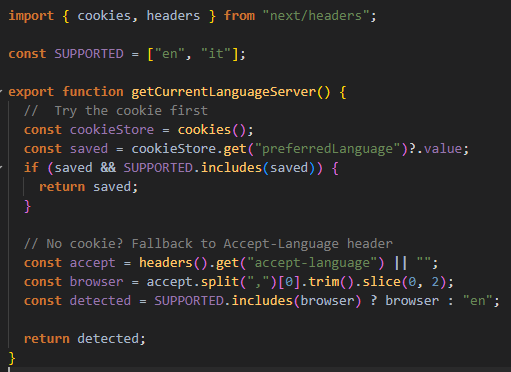 import { cookies, headers } from "next/headers";
const SUPPORTED = ["en", "it"];
export function getCurrentLanguageServer() {
//  Try the cookie first
const cookieStore = cookies();
const saved = cookieStore.get("preferredLanguage")?.value;
if (saved && SUPPORTED.includes(saved)) {
return saved;
}
// No cookie? Fallback to Accept-Language header
const accept = headers().get("accept-language") || "";
const browser = accept.split(",")[0].trim().slice(0, 2);
const detected = SUPPORTED.includes(browser) ? browser : "en";
return detected;
}